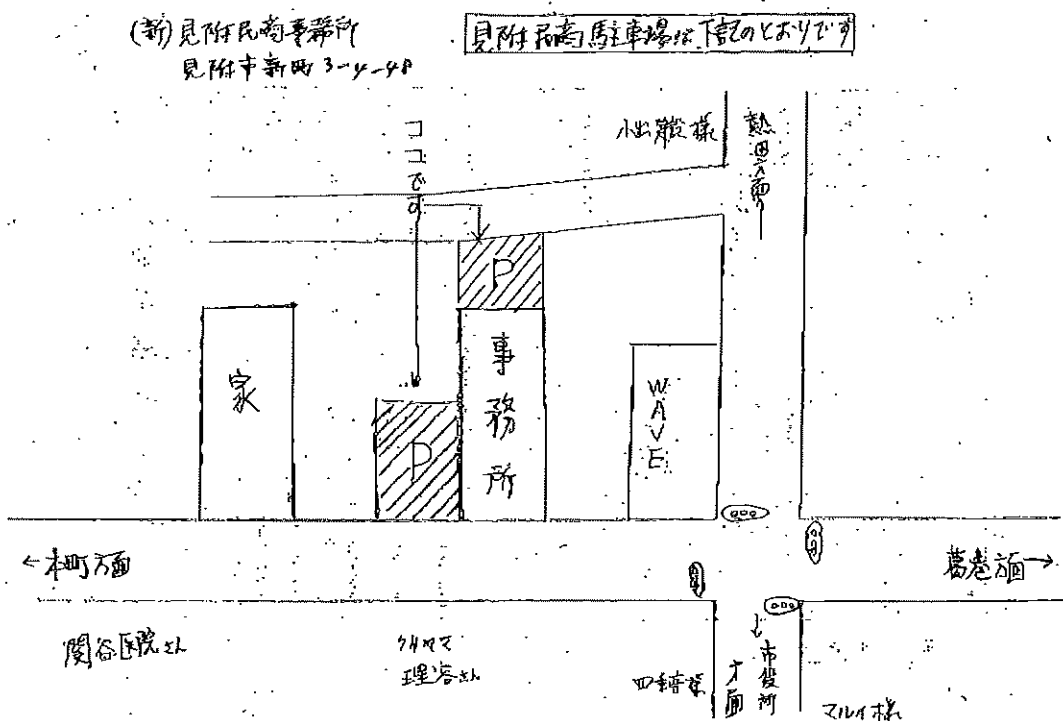 (新)見附民商事務所
見附市新町3-4-48
見附民商駐車場は、下記のとおりです
ココです
小出
様
熱田方面
P
家
事務所
WAVE
P
←本町方面
葛巻方面→
関谷医院さん
理容さん
↓市役所方面
マルイ様